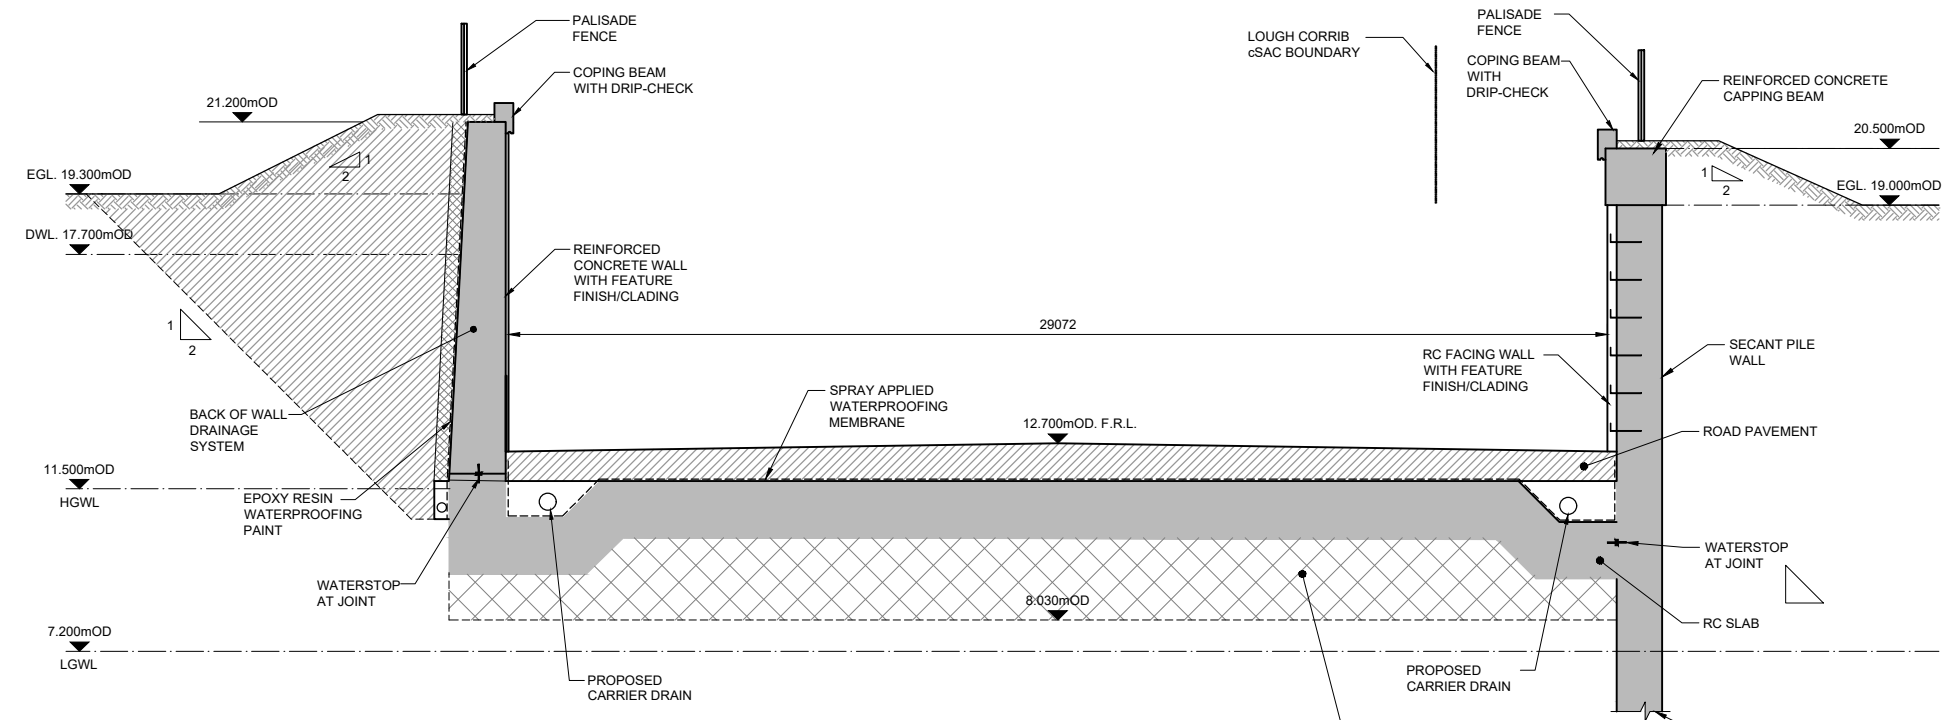 PALISADE
FENCE
COPING BEAM
WITH DRIP-CHECK
LOUGH CORRIB
cSAC BOUNDARY
PALISADE
FENCE
COPING BEAM
WITH
DRIP-CHECK
REINFORCED CONCRETE
CAPPING BEAM
21.200mOD
20.500mOD
1
2
EGL. 19.300mOD
1
2
EGL. 19.000mOD
DWL. 17.700mOD
REINFORCED
CONCRETE WALL
WITH FEATURE
FINISH/CLADING
1
2
29072
RC FACING WALL
WITH FEATURE
FINISH/CLADING
SECANT PILE
WALL
BACK OF WALL
DRAINAGE
SYSTEM
SPRAY APPLIED
WATERPROOFING
MEMBRANE
12.700mOD. F.R.L.
ROAD PAVEMENT
11.500mOD
HGWL
EPOXY RESIN
WATERPROOFING
PAINT
WATERSTOP
AT JOINT
WATERSTOP
AT JOINT
8.030mOD
RC SLAB
7.200mOD
LGWL
PROPOSED
CARRIER DRAIN
PROPOSED
CARRIER DRAIN